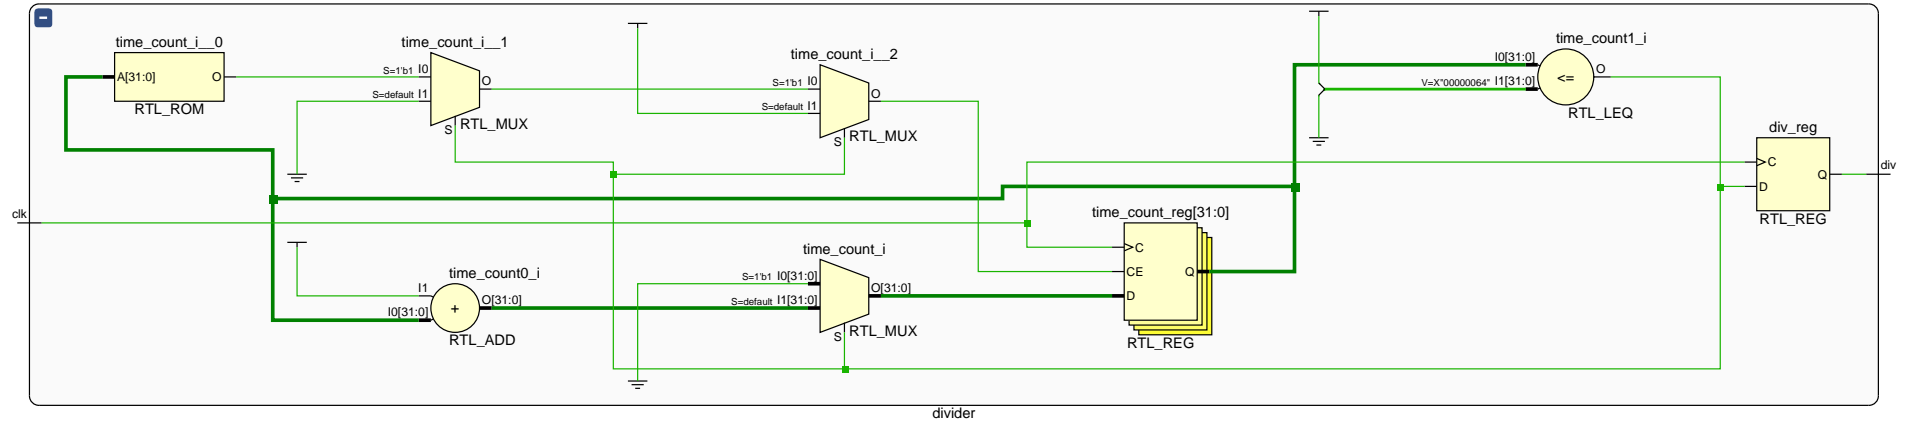 time_count_i__0
A[31:0] O
RTL_ROM
time_count_i__1
S=1'b1 I0
S=default I1
O
S
RTL_MUX
time_count_i__2
S=1'b1 I0
S=default I1
O
S
RTL_MUX
time_count1_i
I0[31:0]
V=X"00000064" I1[31:0]
<=
O
RTL_LEQ
div_reg
C
D
Q
RTL_REG
div
clk
time_count0_i
I1
I0[31:0]
+
O[31:0]
RTL_ADD
time_count_i
S=1'b1 I0[31:0]
S=default I1[31:0]
O[31:0]
S
RTL_MUX
time_count_reg[31:0]
C
CE
D
Q
RTL_REG
divider